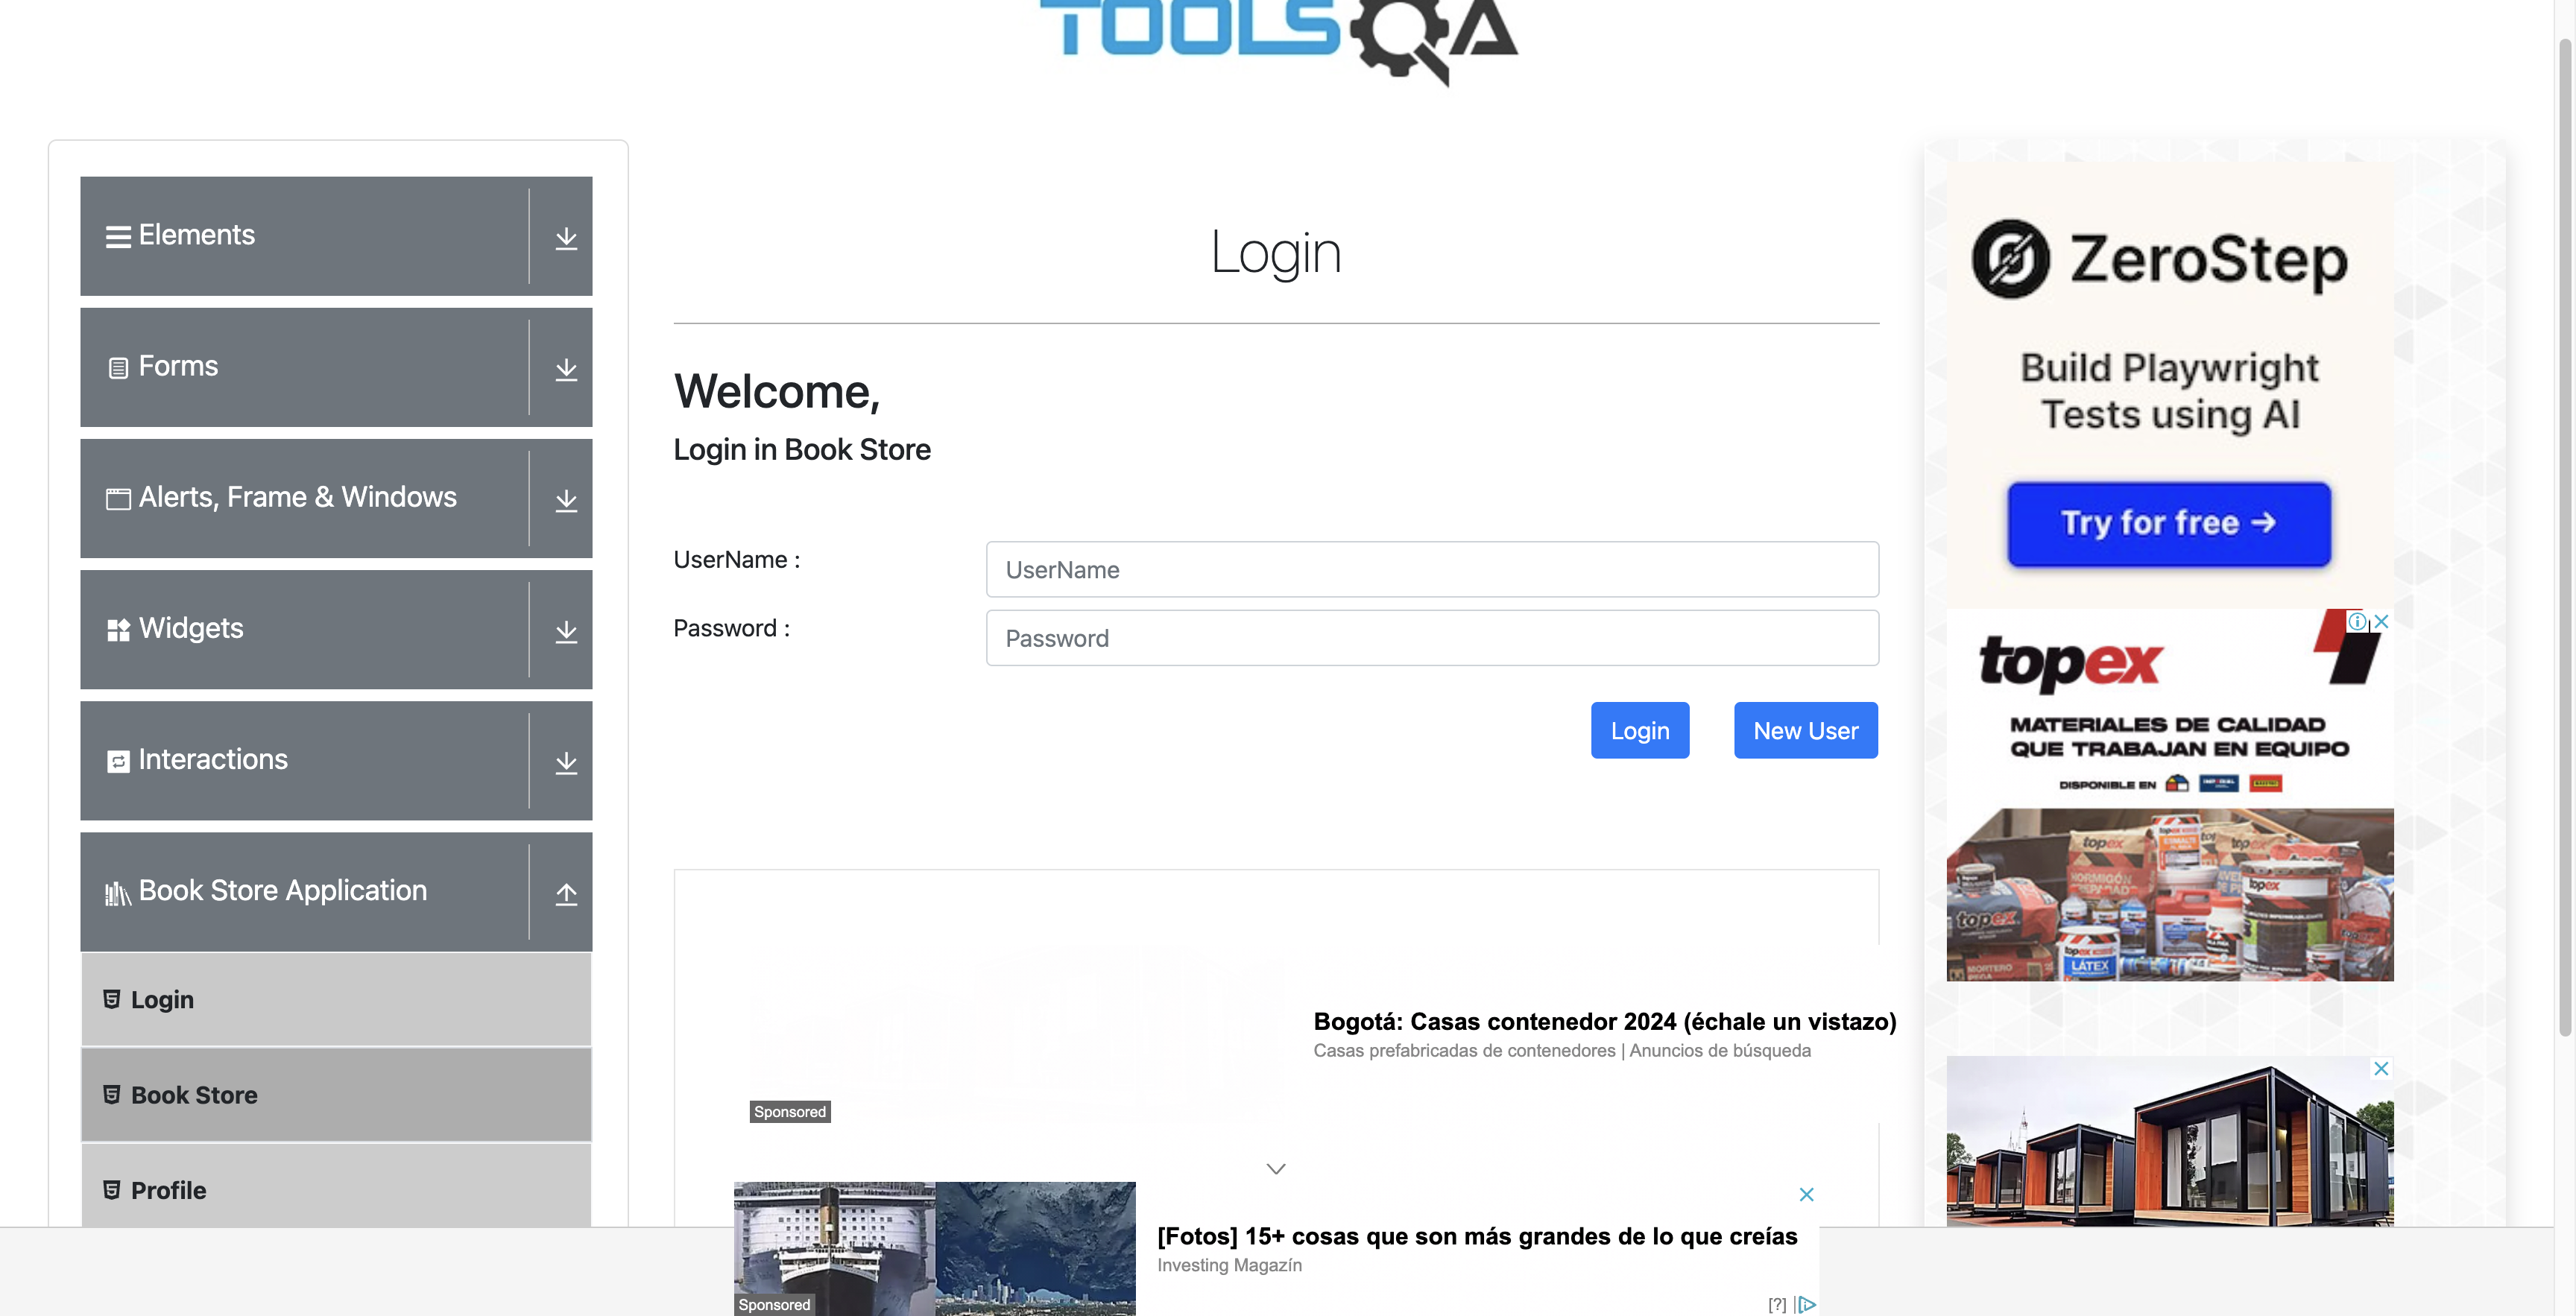 TOOLSQA
Elements
Forms
Alerts, Frame & Windows
Widgets
Interactions
Book Store Application
Login
Book Store
Profile
Login
Welcome,
Login in Book Store
UserName :
UserName
Password :
Password
Login
New User
Bogotá: Casas contenedor 2024 (échale un vistazo)
Casas prefabricadas de contenedores | Anuncios de búsqueda
Sponsored
[Fotos] 15+ cosas que son más grandes de lo que creías
Investing Magazín
Sponsored
[?]
ZeroStep
Build Playwright
Tests using AI
Try for free →
topex
MATERIALES DE CALIDAD
QUE TRABAJAN EN EQUIPO
DISPONIBLE EN
topex
topex
topex
LÁTEX